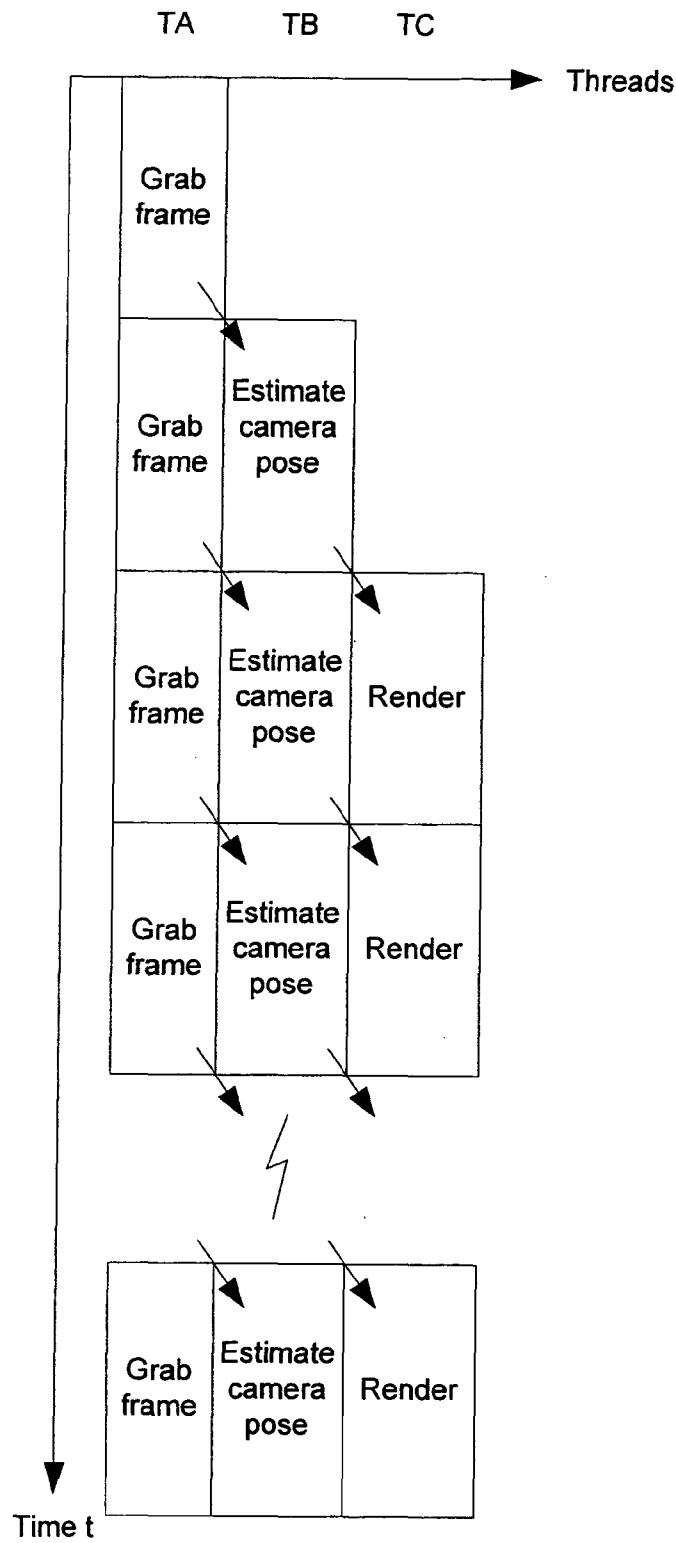 TA TB TC
Threads
Grab
frame
Grab
frame
Estimate
camera
pose
Grab
frame
Estimate
camera
pose
Render
Grab
frame
Estimate
camera
pose
Render
Grab
frame
Estimate
camera
pose
Render
Time t